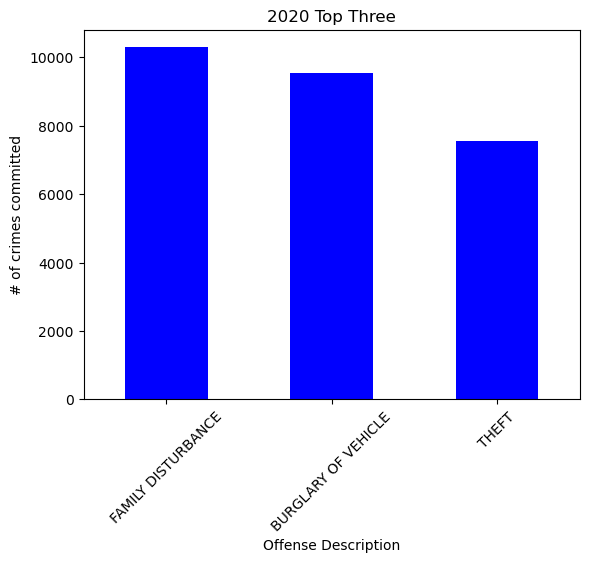 2020 Top Three
# of crimes committed
10000
8000
6000
4000
2000
0
FAMILY DISTURBANCE
BURGLARY OF VEHICLE
THEFT
Offense Description